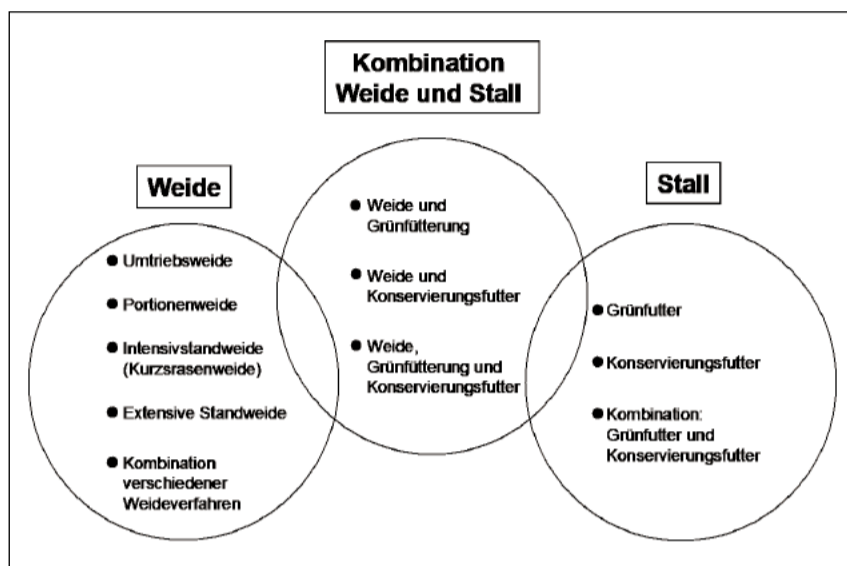 Kombination
Weide und Stall
Weide
● Umtriebsweide
● Portionenweide
● Intensivstandweide
(Kurzsrasenweide)
● Extensive Standweide
● Kombination
verschiedener
Weideverfahren
● Weide und
Grünfütterung
● Weide und
Konservierungsfutter
● Weide,
Grünfütterung und
Konservierungsfutter
Stall
● Grünfutter
● Konservierungsfutter
● Kombination:
Grünfutter und
Konservierungsfutter